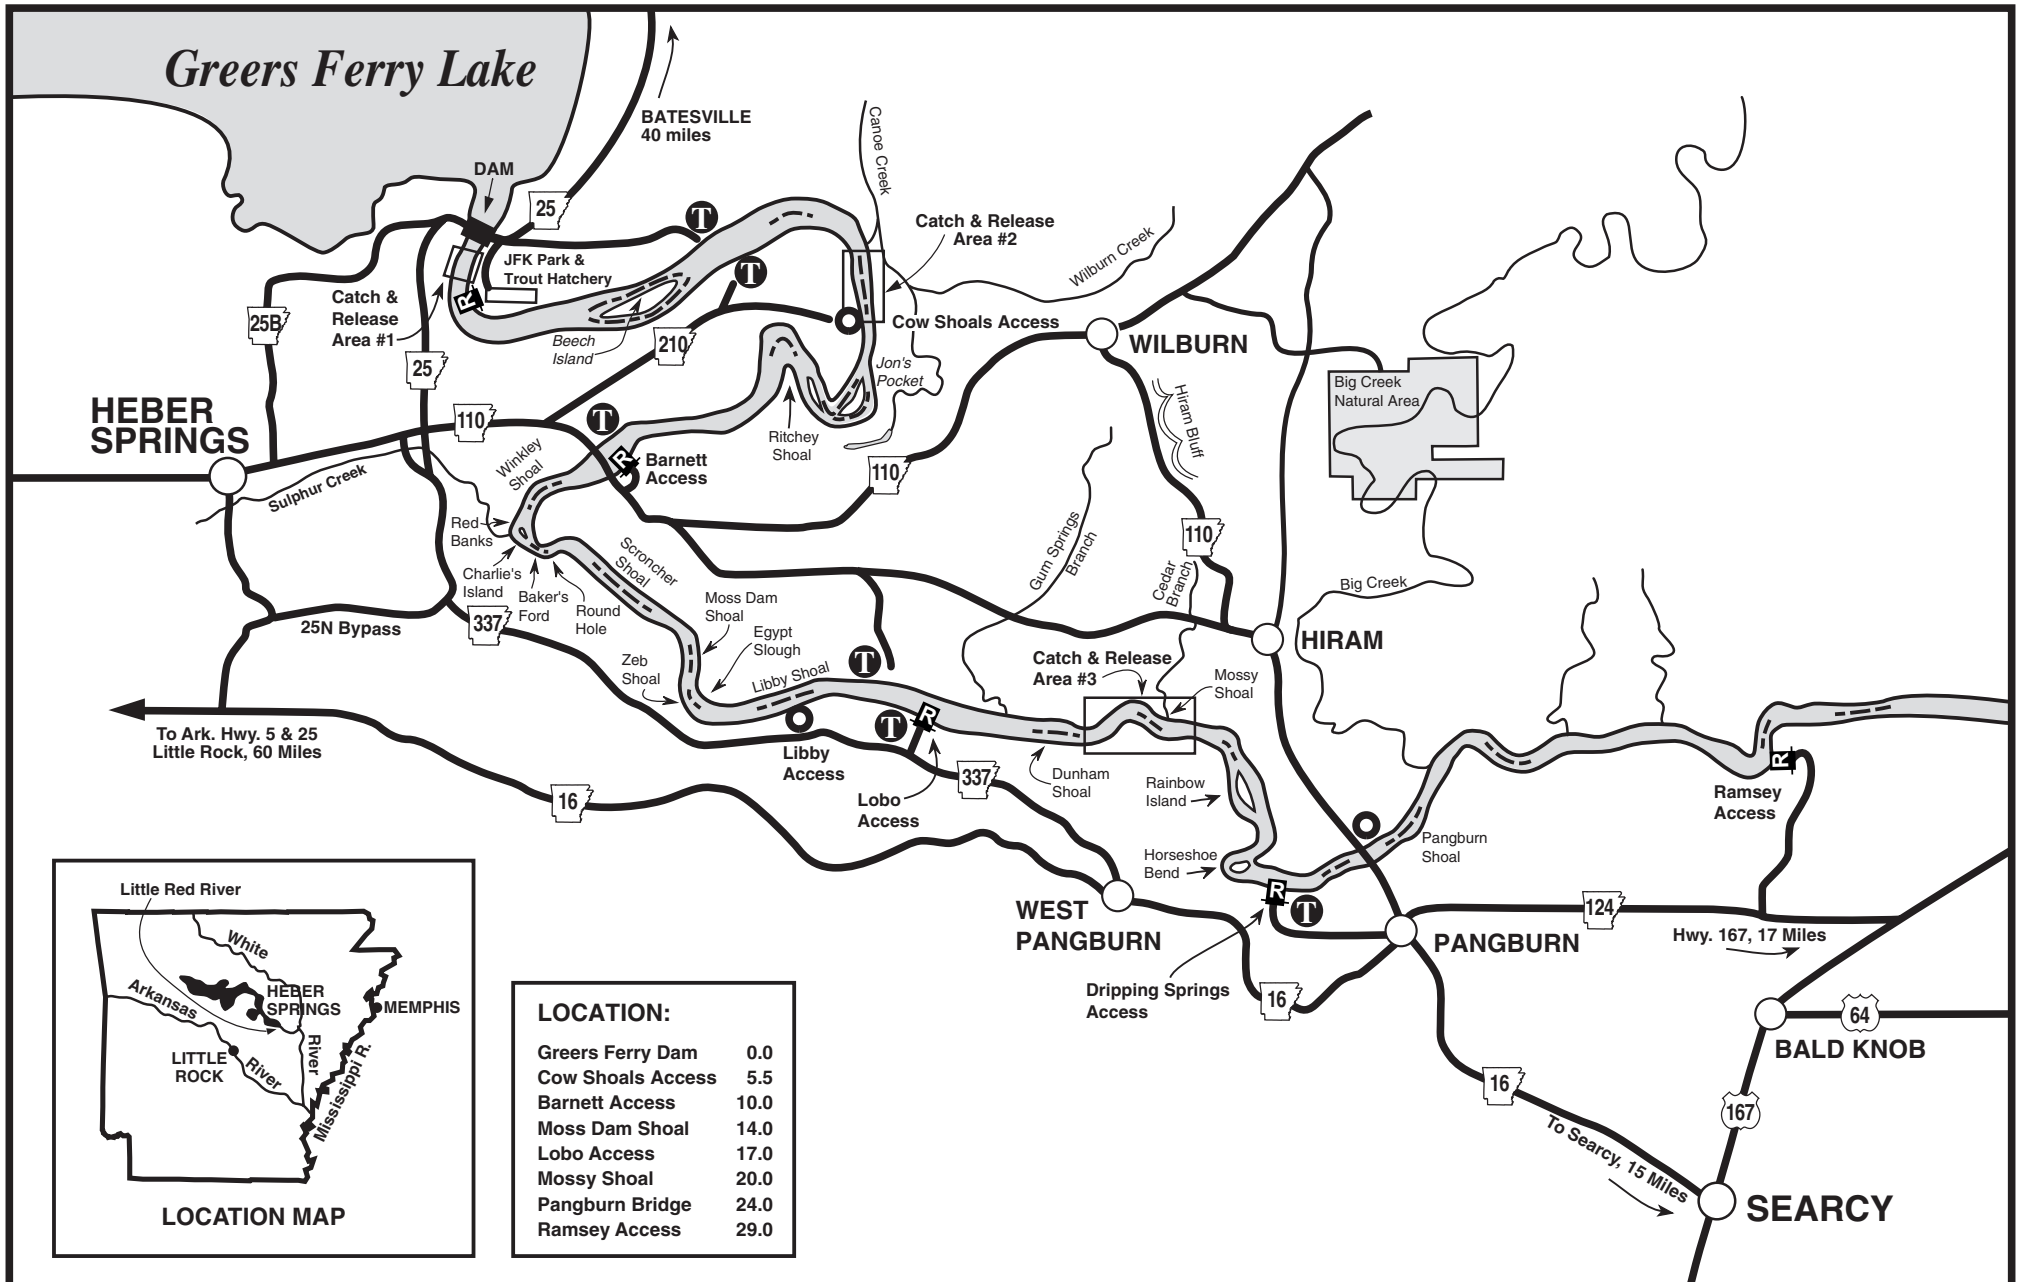 Greers Ferry Lake
BATESVILLE
40 miles
DAM
25
T
Canoe Creek
Catch & Release
Area #2
Wilburn Creek
JFK Park &
Trout Hatchery
R
T
Catch &
Release
Area #1
25B
25
Beech
Island
210
Cow Shoals Access
WILBURN
Jon's
Pocket
Big Creek
Natural Area
HEBER
SPRINGS
110
T
Ritchey
Shoal
Hiram Bluff
Winkley
Shoal
R
Barnett
Access
110
Sulphur Creek
Red
Banks
Scroncher
Shoal
Gum Springs
Branch
110
Cedar
Branch
Big Creek
Charlie's
Island
Baker's
Ford
Round
Hole
Moss Dam
Shoal
25N Bypass
337
Egypt
Slough
Zeb
Shoal
Libby Shoal
T
HIRAM
Catch & Release
Area #3
Mossy
Shoal
To Ark. Hwy. 5 & 25
Little Rock, 60 Miles
T
R
Libby
Access
337
Dunham
Shoal
Rainbow
Island
R
Ramsey
Access
16
Lobo
Access
Pangburn
Shoal
Horseshoe
Bend
R
T
WEST
PANGBURN
124
PANGBURN
Hwy. 167, 17 Miles
Dripping Springs
Access
16
64
BALD KNOB
16
167
To Searcy, 15 Miles
SEARCY
Little Red River
White
River
Arkansas
River
HEBER
SPRINGS
MEMPHIS
LITTLE
ROCK
Mississippi R.
LOCATION MAP
LOCATION:
Greers Ferry Dam 0.0
Cow Shoals Access 5.5
Barnett Access 10.0
Moss Dam Shoal 14.0
Lobo Access 17.0
Mossy Shoal 20.0
Pangburn Bridge 24.0
Ramsey Access 29.0